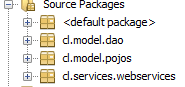 Source Packages
<default package>
cl.model.dao
cl.model.pojos
cl.services.webservices